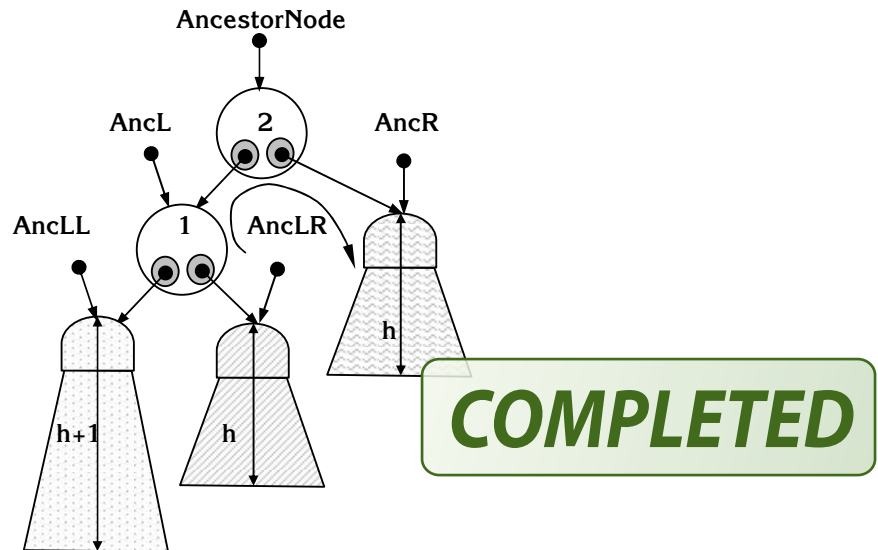 AncestorNode
2
AncL
AncR
1
AncLL
AncLR
h
h+1
h
COMPLETED